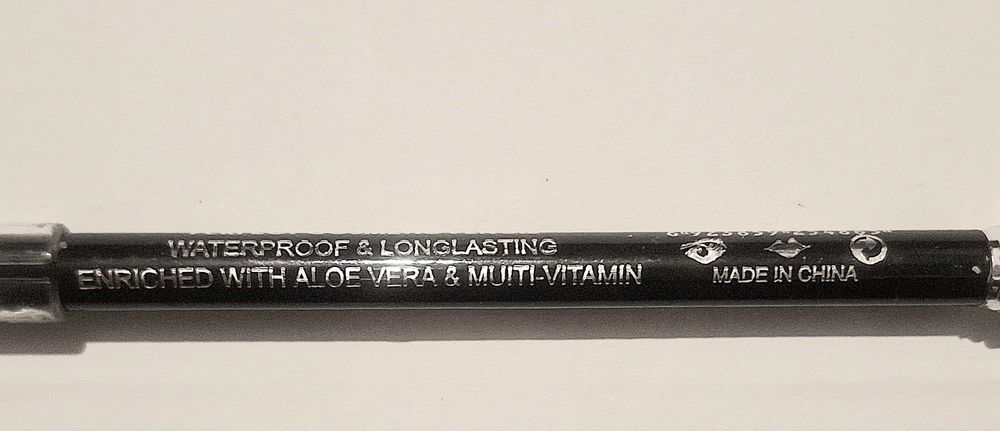 WATERPROOF & LONGLASTING
ENRICHED WITH ALOE VERA & MUITI-VITAMIN
MADE IN CHINA